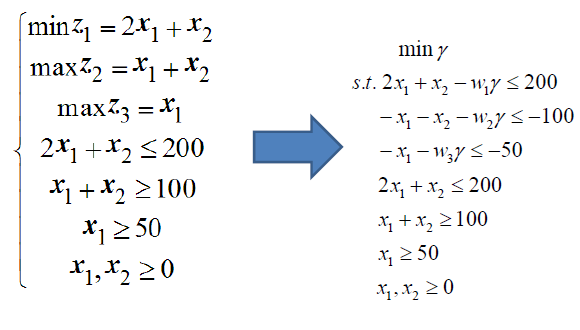 min z₁ = 2x₁ + x₂
max z₂ = x₁ + x₂
max z₃ = x₁
2x₁ + x₂ ≤ 200
x₁ + x₂ ≥ 100
x₁ ≥ 50
x₁, x₂ ≥ 0
min γ
s.t. 2x₁ + x₂ − w₁γ ≤ 200
− x₁ − x₂ − w₂γ ≤ −100
− x₁ − w₃γ ≤ −50
2x₁ + x₂ ≤ 200
x₁ + x₂ ≥ 100
x₁ ≥ 50
x₁, x₂ ≥ 0